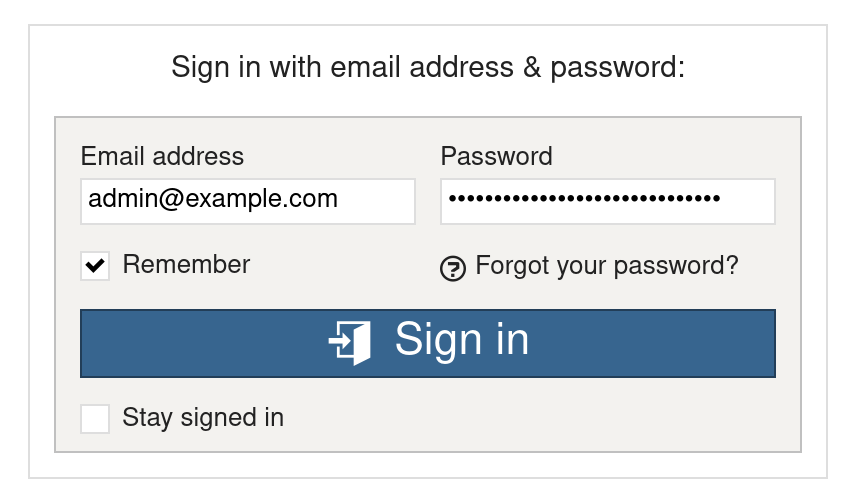 Sign in with email address & password:
Email address
Password
admin@example.com
••••••••••••••••••••••••••••••
Remember
Forgot your password?
Sign in
Stay signed in